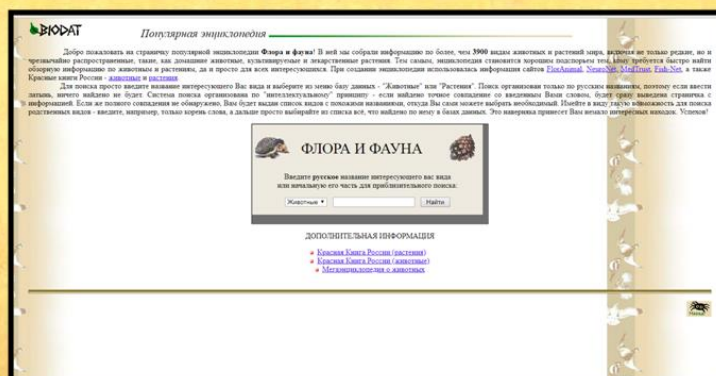 BIODAT
Популярная энциклопедия
Добро пожаловать на страничку популярной энциклопедии Флора и фауна! В ней мы собрали информацию по более, чем 3900 видам животных и растений мира, включая не только редкие, но и
чрезвычайно распространенные, такие, как домашние животные, культивируемые и лекарственные растения. Тем самым, энциклопедия становится хорошим подспорьем тем, кому требуется быстро найти
обзорную информацию по животным и растениям, да и просто для всех интересующихся. При создании энциклопедии использовалась информация сайтов FlorAnimal, NeuroNet, MedTrust, Fish-Net, а также
Красные книги России - животные и растения.
Для поиска просто введите название интересующего Вас вида и выберите из меню базу данных - "Животные" или "Растения". Поиск организован только по русским названиям, поэтому если ввести
латынь, ничего найдено не будет. Система поиска организована по "интеллектуальному" принципу - если найдено точное совпадение со введенным Вами словом, будет сразу выведена страничка с
информацией. Если же полного совпадения не обнаружено, Вам будет выдан список видов с похожими названиями, откуда Вы сами можете выбрать необходимый. Имейте в виду такую возможность для поиска
родственных видов - введите, например, только корень слова, а дальше просто выбирайте из списка все, что найдено по нему в базах данных. Это наверняка принесет Вам немало интересных находок. Успехов!
ФЛОРА И ФАУНА
Введите русское название интересующего вас вида
или начальную его часть для приблизительного поиска:
Животные Найти
ДОПОЛНИТЕЛЬНАЯ ИНФОРМАЦИЯ
Красная Книга России (растения)
Красная Книга России (животные)
Мегаэнциклопедия о животных